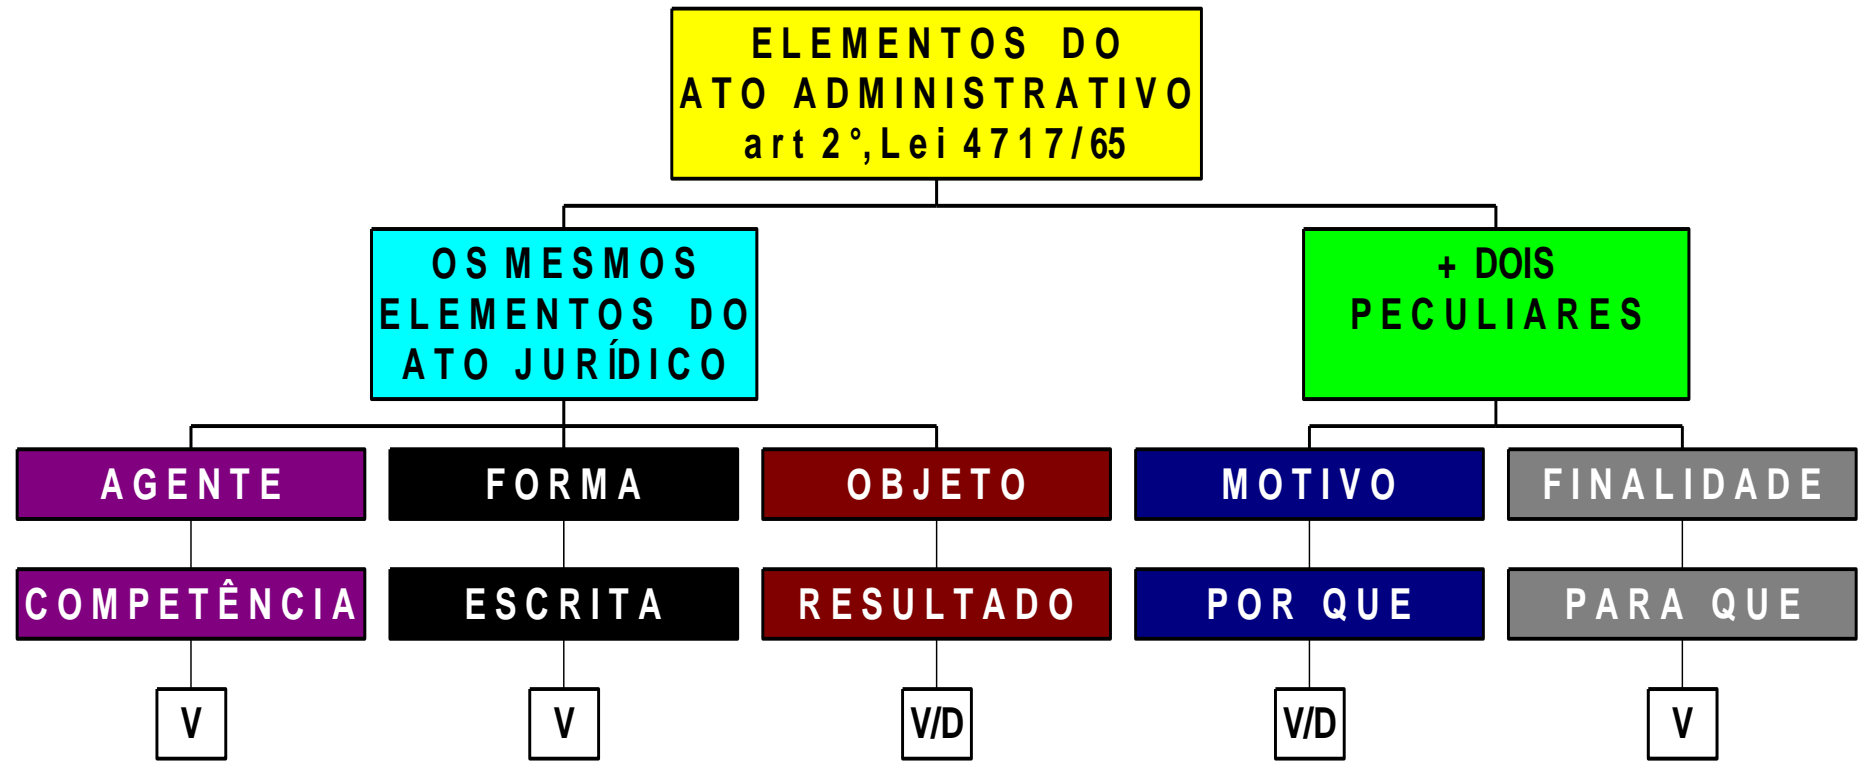 ELEMENTOS DO
ATO ADMINISTRATIVO
art 2°, Lei 4717/65
OS MESMOS
ELEMENTOS DO
ATO JURÍDICO
+ DOIS
PECULIARES
AGENTE
FORMA
OBJETO
MOTIVO
FINALIDADE
COMPETÊNCIA
ESCRITA
RESULTADO
POR QUE
PARA QUE
V
V
V/D
V/D
V